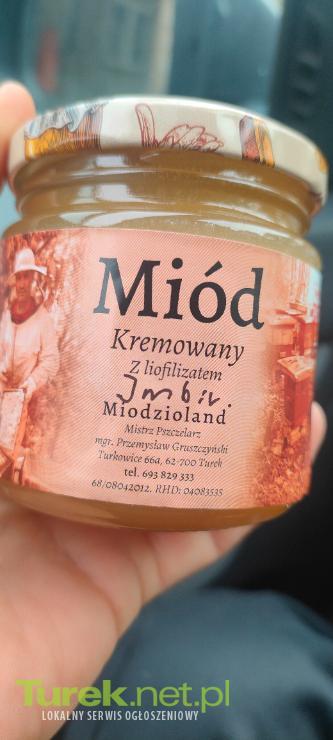 Miód
Kremowany
Z liofilizatem
Imbir.
Miodzioland
Mistrz Pszczelarz
mgr. Przemysław Gruszczyński
Turkowice 66a, 62-700 Turek
tel. 693 829 333
68/08042012. RHD: 04083535
Turek.net.pl
LOKALNY SERWIS OGŁOSZENIOWY